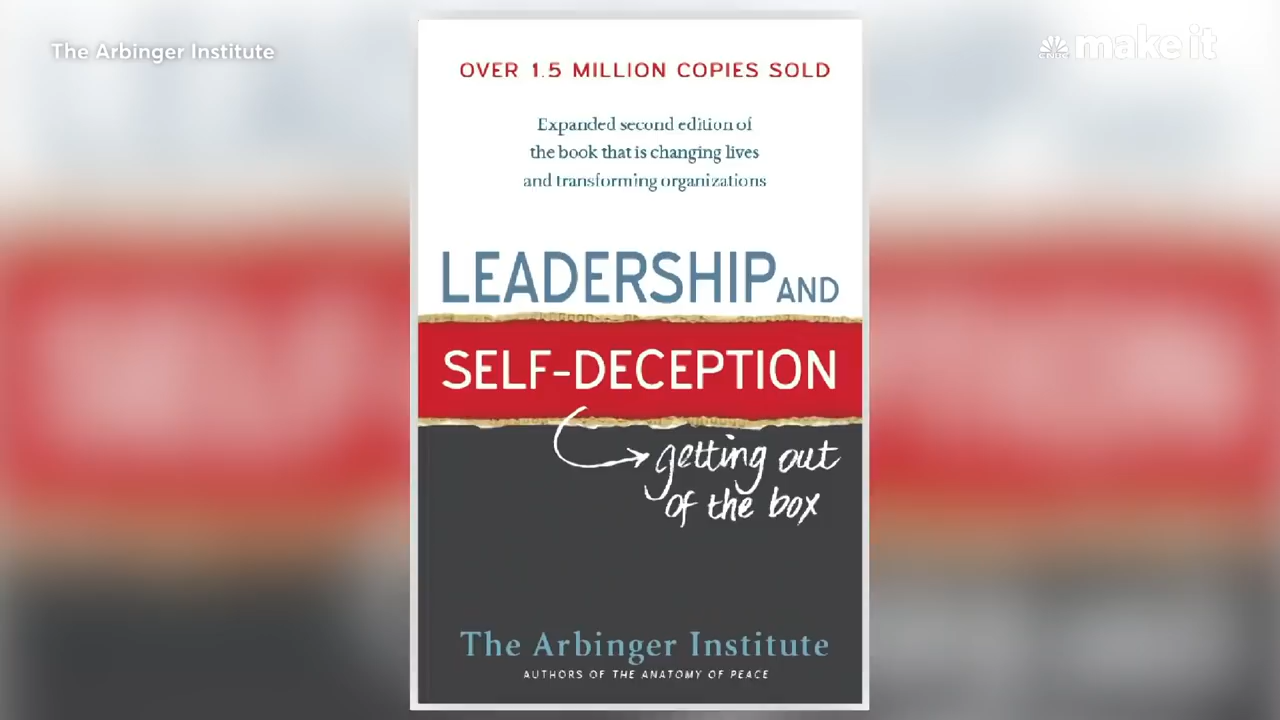 The Arbinger Institute
CNBC make it
OVER 1.5 MILLION COPIES SOLD
Expanded second edition of
the book that is changing lives
and transforming organizations
LEADERSHIP AND
SELF-DECEPTION
getting out
of the box
The Arbinger Institute
AUTHORS OF THE ANATOMY OF PEACE